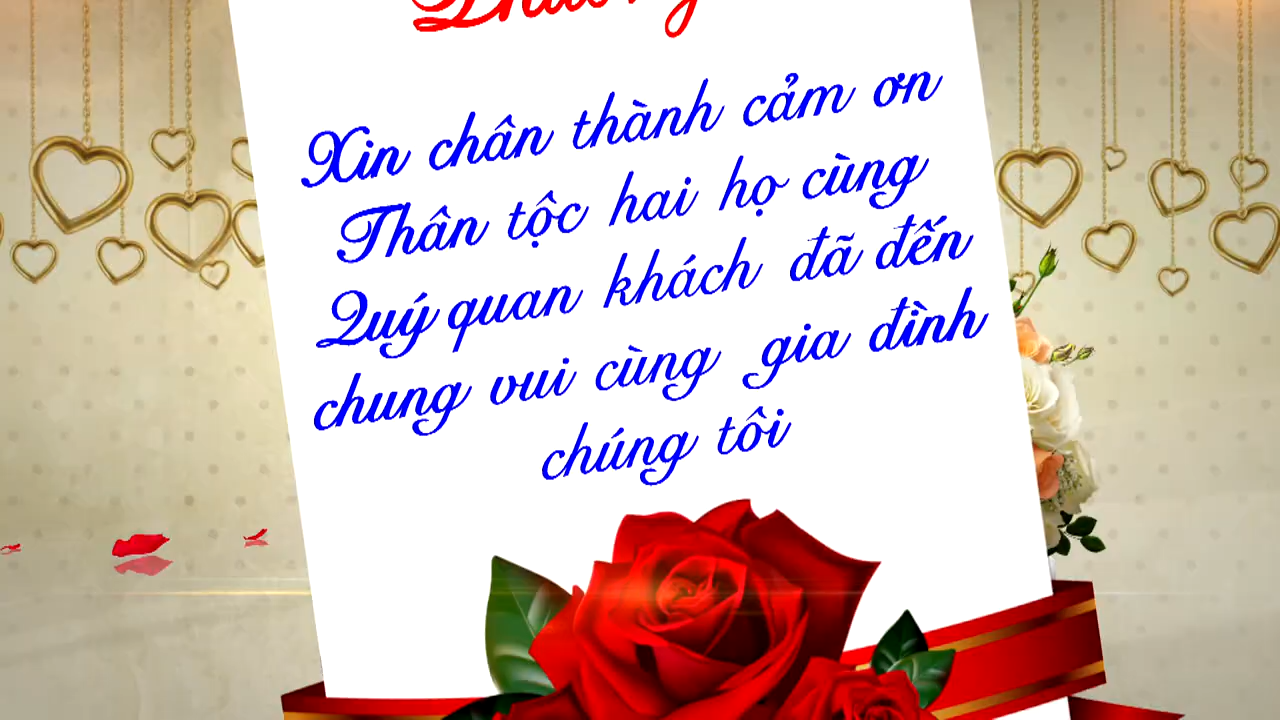 Xin chân thành cảm ơn
Thân tộc hai họ cùng
Quý quan khách đã đến
chung vui cùng gia đình
chúng tôi